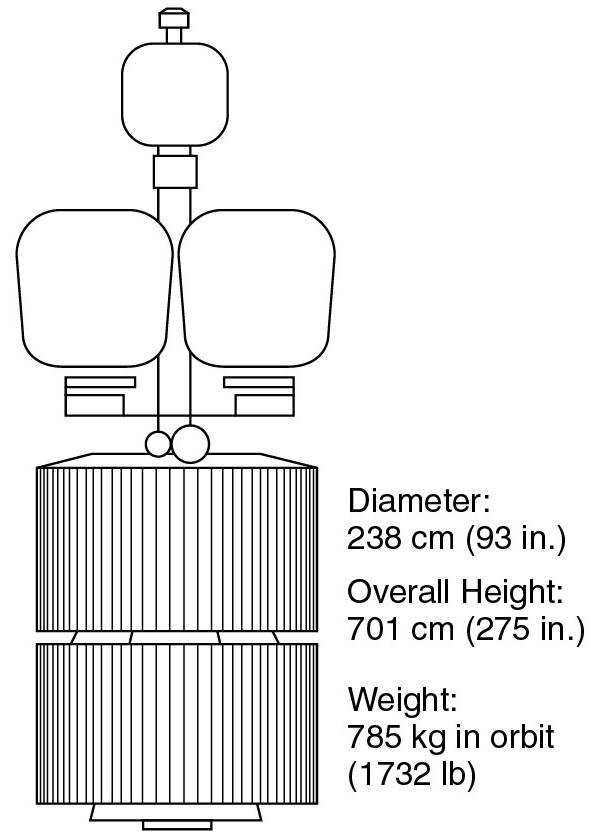 Diameter:
238 cm (93 in.)
Overall Height:
701 cm (275 in.)
Weight:
785 kg in orbit
(1732 lb)